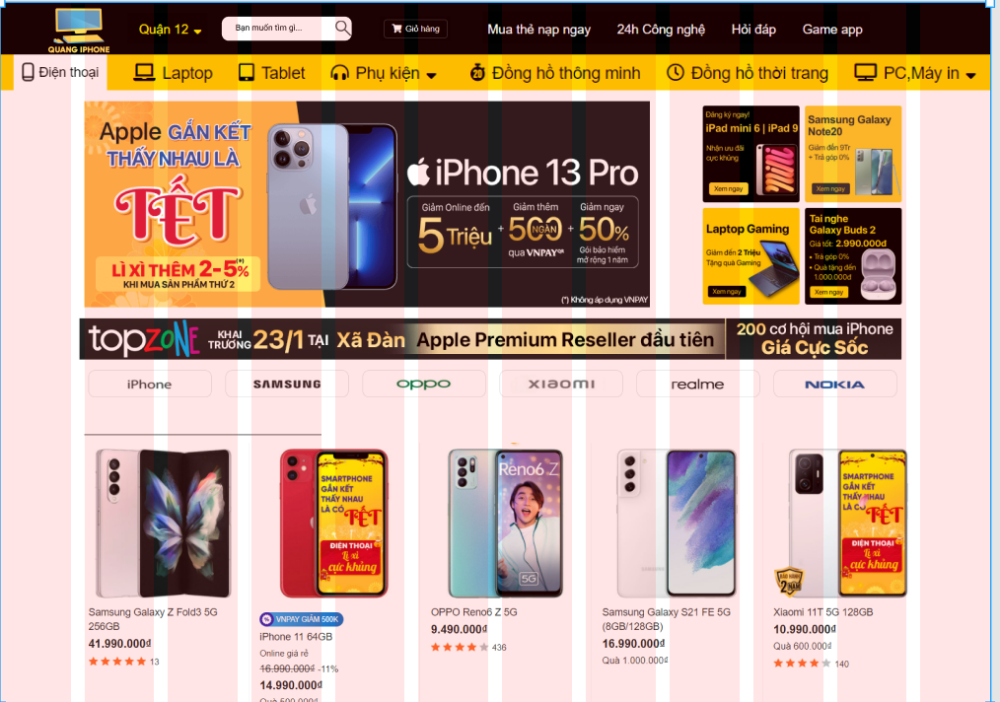 QUANG IPHONE
Quận 12
Bạn muốn tìm gì...
Giỏ hàng
Mua thẻ nạp ngay
24h Công nghệ
Hỏi đáp
Game app
Điện thoại
Laptop
Tablet
Phụ kiện
20
Đồng hồ thông minh
Đồng hồ thời trang
PC,Máy in
Apple GẮN KẾT
THẤY NHAU LÀ
TẾT
LÌ XÌ THÊM 2-5%(*)
KHI MUA SẢN PHẨM THỨ 2
iPhone 13 Pro
Giảm Online đến
5 Triệu
+
Giảm thêm
500 NGÀN
qua VNPAYQR
+
Giảm ngay
50%
Gói bảo hiểm
mở rộng 1 năm
(*) Không áp dụng VNPAY
Đăng ký ngay!
iPad mini 6 | iPad 9
Nhận ưu đãi
cực khủng
Xem ngay
Samsung Galaxy
Note20
Giảm đến 9Tr
+ Trả góp 0%
Xem ngay
Laptop Gaming
Giảm đến 2 Triệu
Tặng quà Gaming
Xem ngay
Tai nghe
Galaxy Buds 2
Giá tốt: 2.990.000đ
• Trả góp 0%
• Quà tặng đến
1.000.000đ
Xem ngay
topZONE
KHAI
TRƯƠNG
23/1 TẠI Xã Đàn
Apple Premium Reseller đầu tiên
200 cơ hội mua iPhone
Giá Cực Sốc
iPhone
SAMSUNG
oppo
xiaomi
realme
NOKIA
Samsung Galaxy Z Fold3 5G
256GB
41.990.000₫
13
SMARTPHONE
GẮN KẾT
THẤY NHAU
LÀ CÓ
TẾT
ĐIỆN THOẠI
Lì xì
cực khủng
VNPAY GIẢM 500K
iPhone 11 64GB
Online giá rẻ
16.990.000₫ -11%
14.990.000₫
Quà 500.000₫
Reno6 Z
5G
OPPO Reno6 Z 5G
9.490.000₫
436
Samsung Galaxy S21 FE 5G
(8GB/128GB)
16.990.000₫
Quà 1.000.000₫
SMARTPHONE
GẮN KẾT
THẤY NHAU
LÀ CÓ
TẾT
ĐIỆN THOẠI
Lì xì
cực khủng
BẢO HÀNH
2 NĂM
Xiaomi 11T 5G 128GB
10.990.000₫
Quà 600.000₫
140